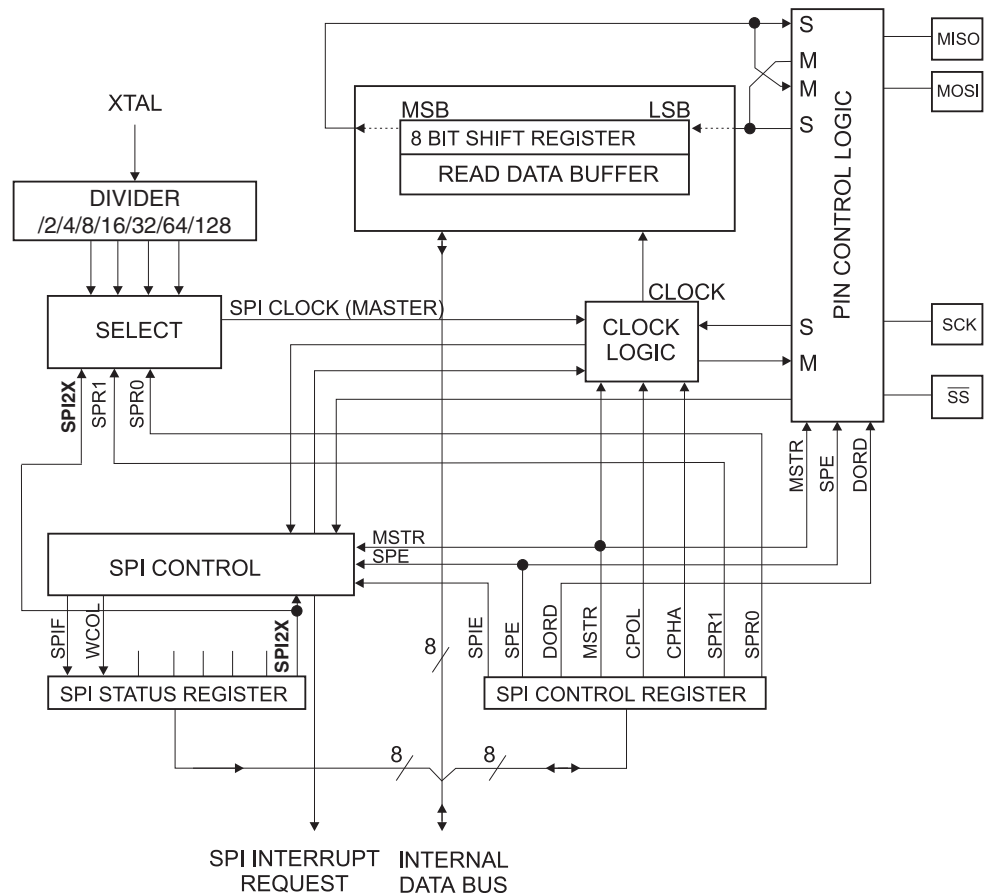 XTAL
DIVIDER
/2/4/8/16/32/64/128
SELECT
SPI2X
SPR1
SPR0
SPI CLOCK (MASTER)
MSB
LSB
8 BIT SHIFT REGISTER
READ DATA BUFFER
CLOCK
CLOCK
LOGIC
S
M
M
S
S
M
PIN CONTROL LOGIC
MISO
MOSI
SCK
SS
MSTR
SPE
DORD
MSTR
SPE
SPI CONTROL
SPIF
WCOL
SPI2X
SPI STATUS REGISTER
8
SPIE
SPE
DORD
MSTR
CPOL
CPHA
SPR1
SPR0
SPI CONTROL REGISTER
8
8
SPI INTERRUPT
REQUEST
INTERNAL
DATA BUS